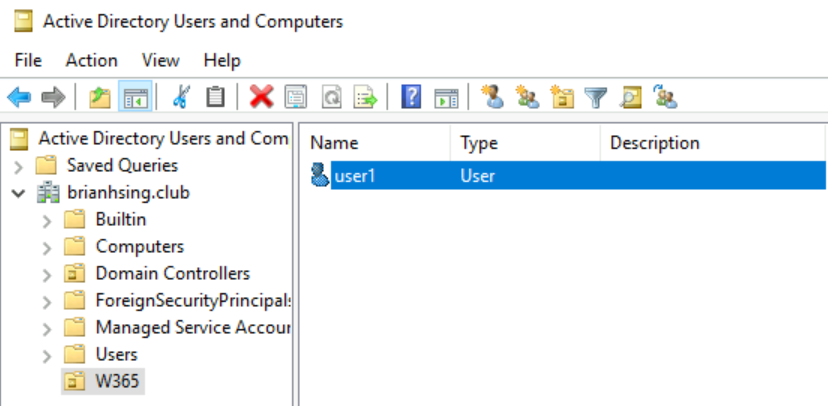 Active Directory Users and Computers
File Action View Help
Active Directory Users and Com
Saved Queries
brianhsing.club
Builtin
Computers
Domain Controllers
ForeignSecurityPrincipals
Managed Service Accour
Users
W365
Name Type Description
user1 User